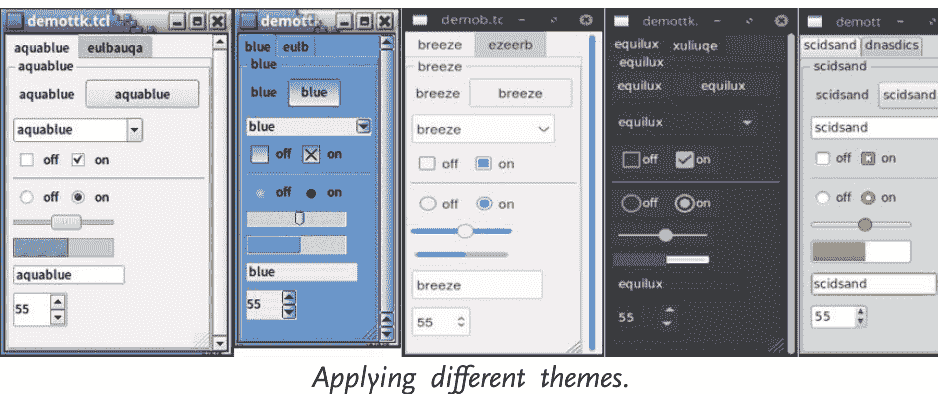 demottk.tcl
aquablue eulbauqa
aquablue
aquablue aquablue
aquablue
off on
off on
aquablue
55
demott
blue eulb
blue
blue blue
blue
off on
off on
blue
55
demob.tc
breeze ezeerb
breeze
breeze breeze
breeze
off on
off on
breeze
55
demottk.
equilux xuliuqe
equilux
equilux equilux
equilux
off on
off on
equilux
55
demott
scidsand dnasdics
scidsand
scidsand scidsand
scidsand
off on
off on
scidsand
55
Applying different themes.